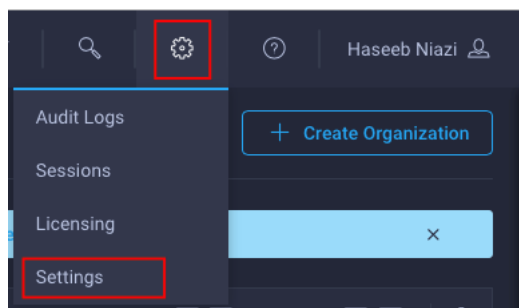 Haseeb Niazi
Audit Logs
+ Create Organization
Sessions
Licensing
Settings